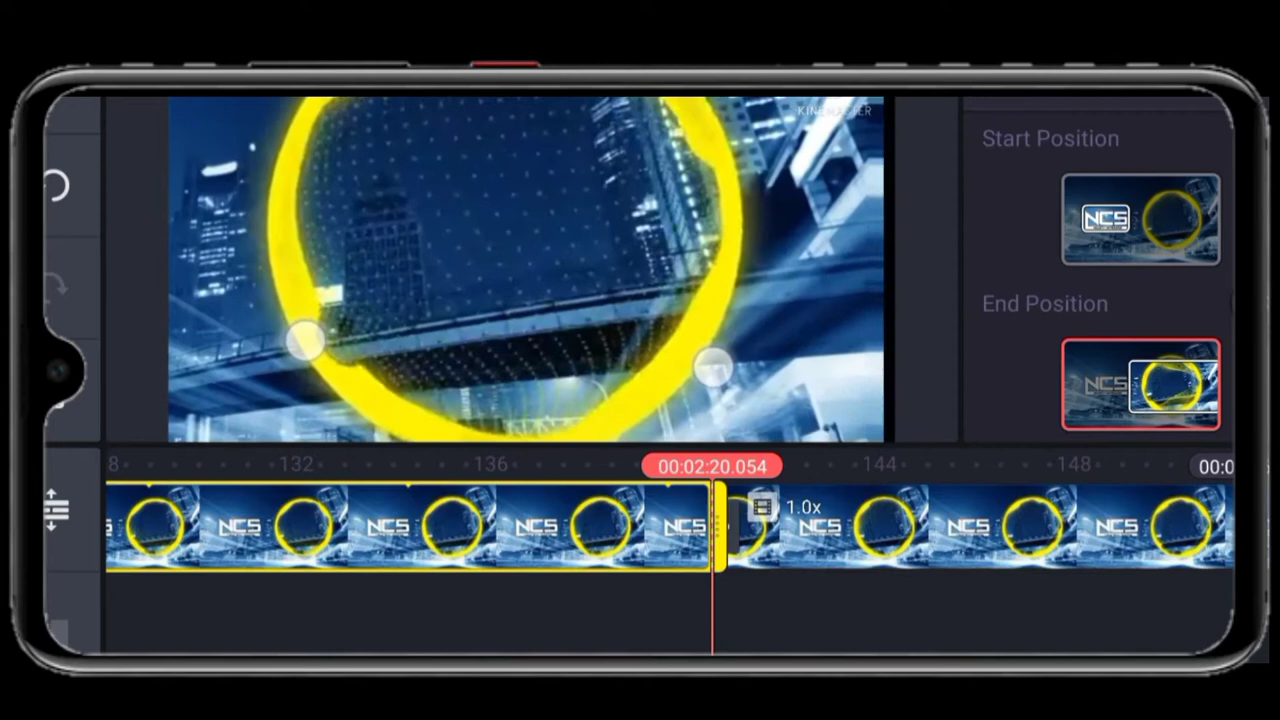 KINEMASTER
Start Position
NCS
End Position
NCS
8 132 136 00:02:20.054 144 148 00:0
1.0x
NCS NCS NCS NCS NCS NCS NCS